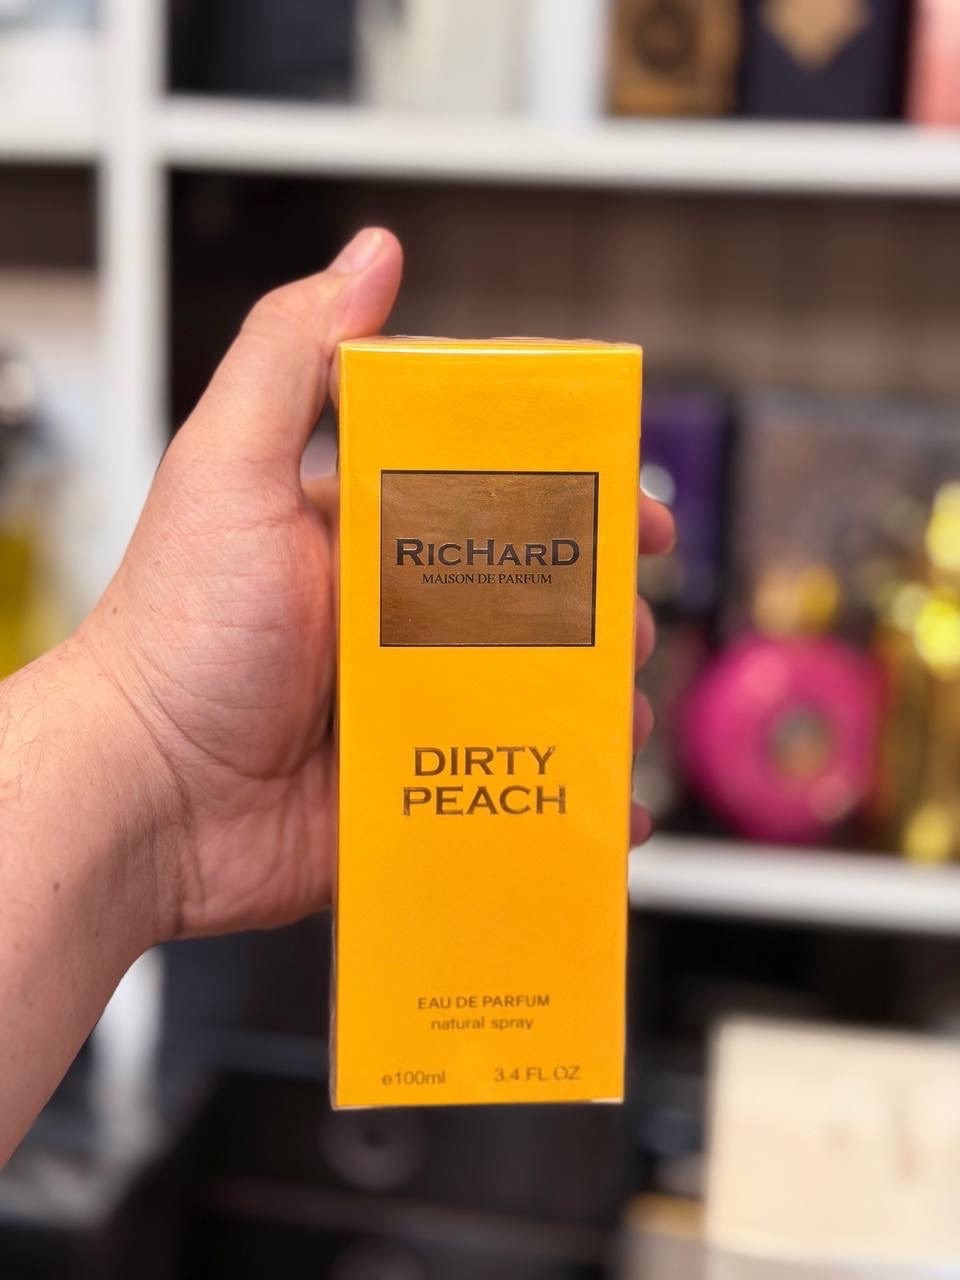 RICHARD
MAISON DE PARFUM
DIRTY
PEACH
EAU DE PARFUM
natural spray
e100ml 3.4 FL.OZ